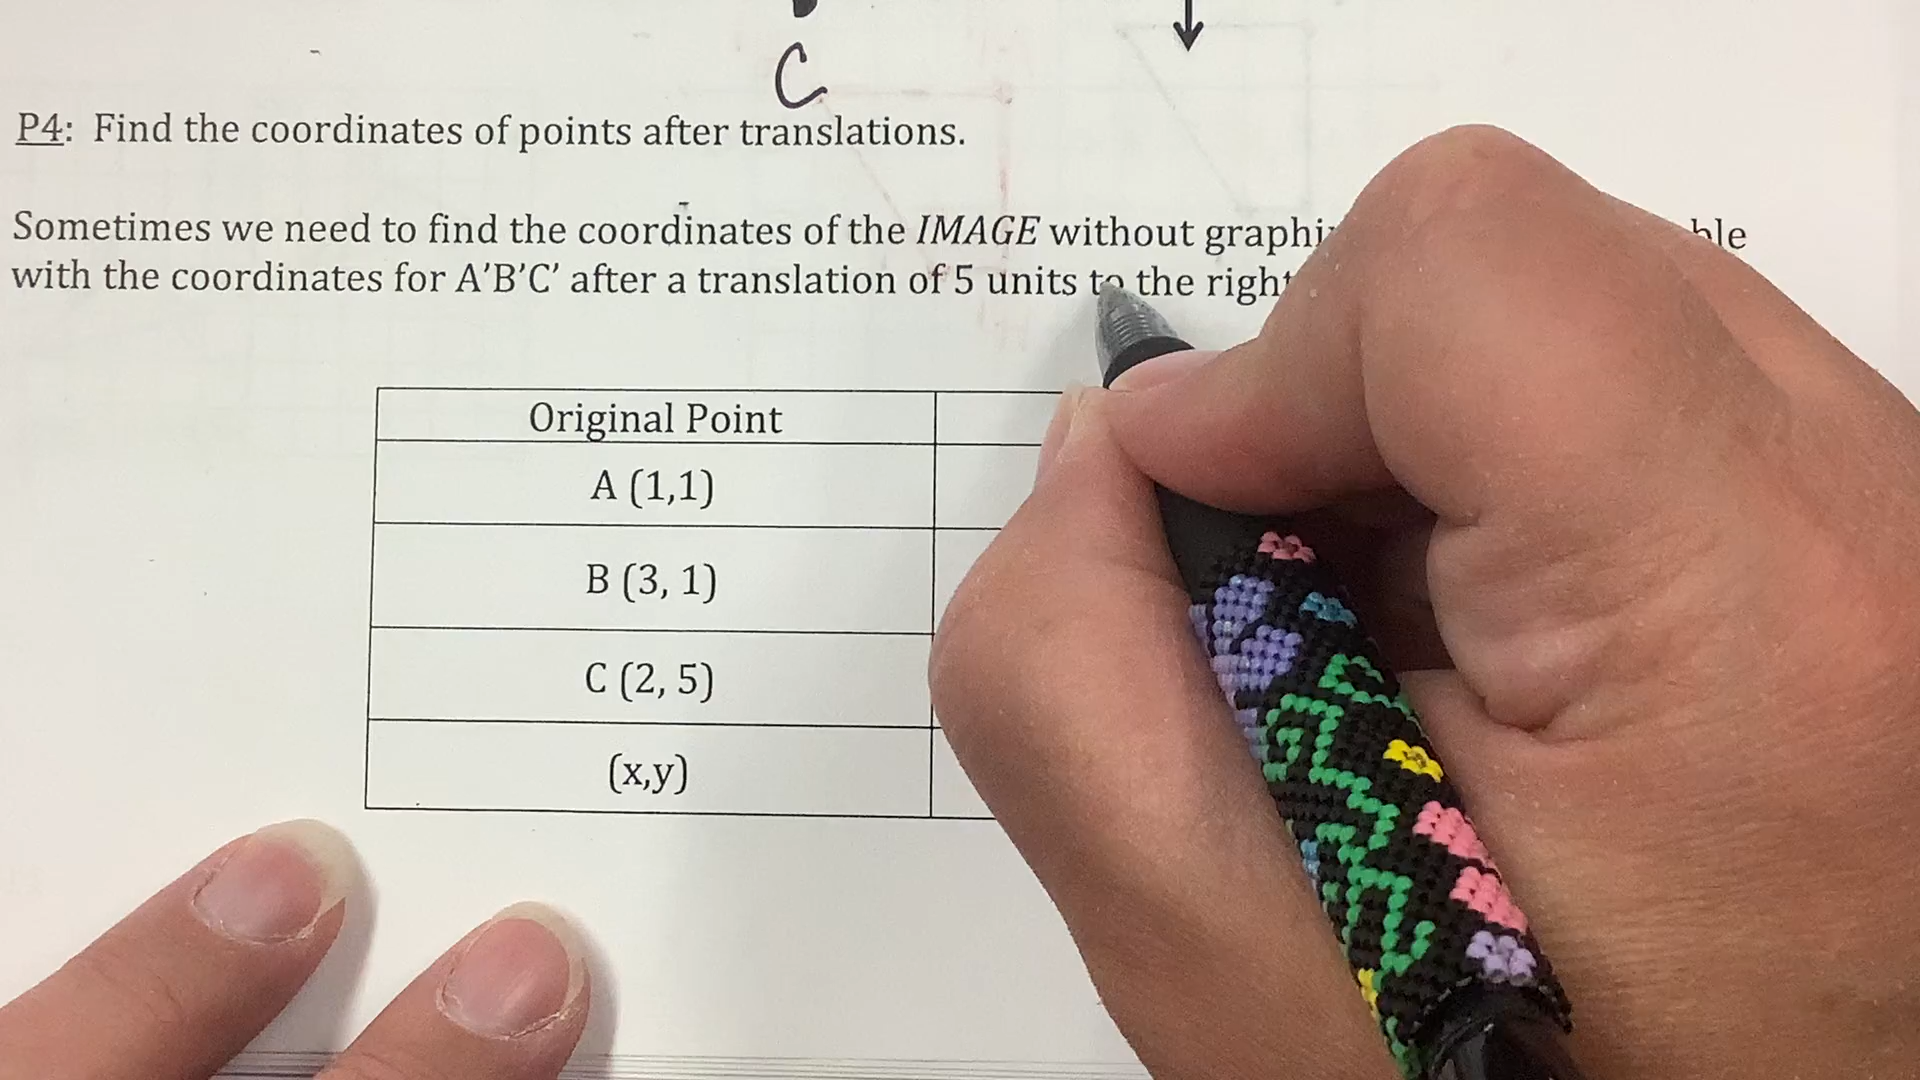 C
P4: Find the coordinates of points after translations.
Sometimes we need to find the coordinates of the IMAGE without
with the coordinates for A′B′C′ after a translation of 5 units to the right
Original Point
A (1,1)
B (3, 1)
C (2, 5)
(x,y)